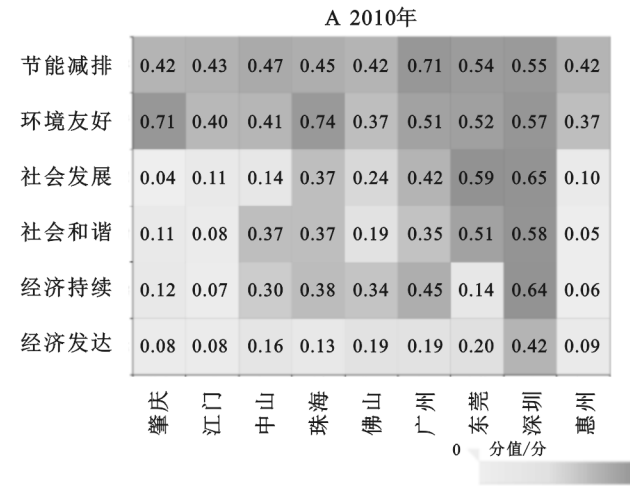 A 2010年
节能减排 0.42 0.43 0.47 0.45 0.42 0.71 0.54 0.55 0.42
环境友好 0.71 0.40 0.41 0.74 0.37 0.51 0.52 0.57 0.37
社会发展 0.04 0.11 0.14 0.37 0.24 0.42 0.59 0.65 0.10
社会和谐 0.11 0.08 0.37 0.37 0.19 0.35 0.51 0.58 0.05
经济持续 0.12 0.07 0.30 0.38 0.34 0.45 0.14 0.64 0.06
经济发达 0.08 0.08 0.16 0.13 0.19 0.19 0.20 0.42 0.09
肇庆 江门 中山 珠海 佛山 广州 东莞 深圳 惠州
0 分值/分